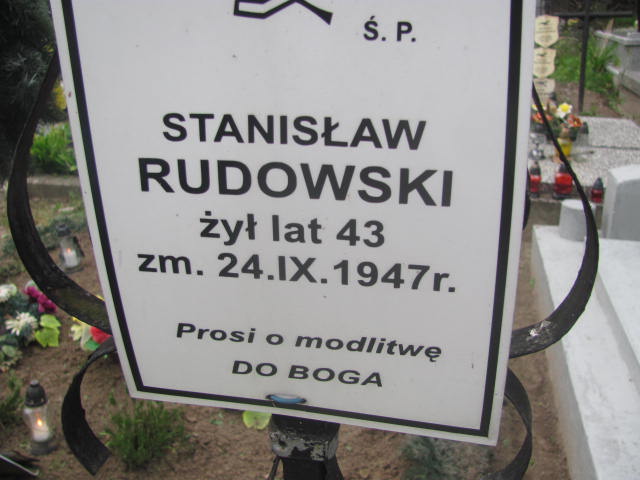 Ś. P.
STANISŁAW
RUDOWSKI
żył lat 43
zm. 24.IX.1947r.
Prosi o modlitwę
DO BOGA